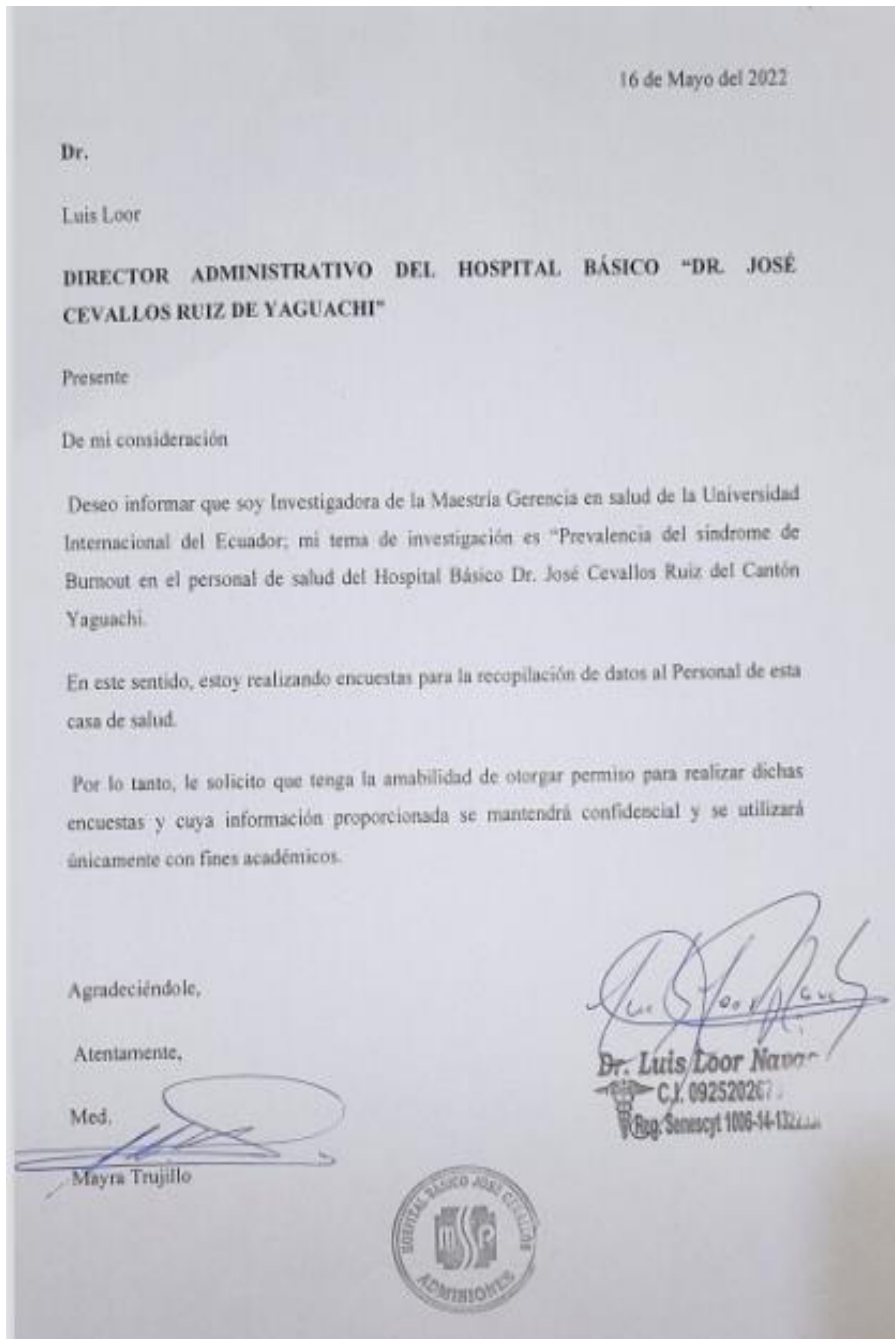 16 de Mayo del 2022
Dr.
Luis Loor
DIRECTOR ADMINISTRATIVO DEL HOSPITAL BÁSICO “DR. JOSÉ
CEVALLOS RUIZ DE YAGUACHI”
Presente
De mi consideración
Deseo informar que soy Investigadora de la Maestría Gerencia en salud de la Universidad
Internacional del Ecuador; mi tema de investigación es “Prevalencia del síndrome de
Burnout en el personal de salud del Hospital Básico Dr. José Cevallos Ruiz del Cantón
Yaguachi.
En este sentido, estoy realizando encuestas para la recopilación de datos al Personal de esta
casa de salud.
Por lo tanto, le solicito que tenga la amabilidad de otorgar permiso para realizar dichas
encuestas y cuya información proporcionada se mantendrá confidencial y se utilizará
únicamente con fines académicos.
Agradeciéndole,
Atentamente,
Med.
Mayra Trujillo
Dr. Luis Loor
C.I.
Reg. Senescyt
HOSPITAL BÁSICO JOSE CEVALLOS
MSP
ADMISIONES